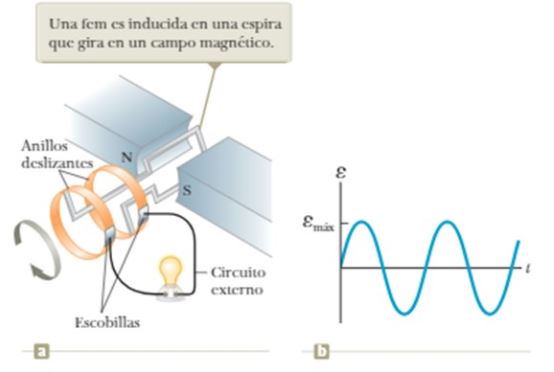 Una fem es inducida en una espira
que gira en un campo magnético.
Anillos
deslizantes
N
S
Circuito
externo
Escobillas
a
ε
εmáx
t
b